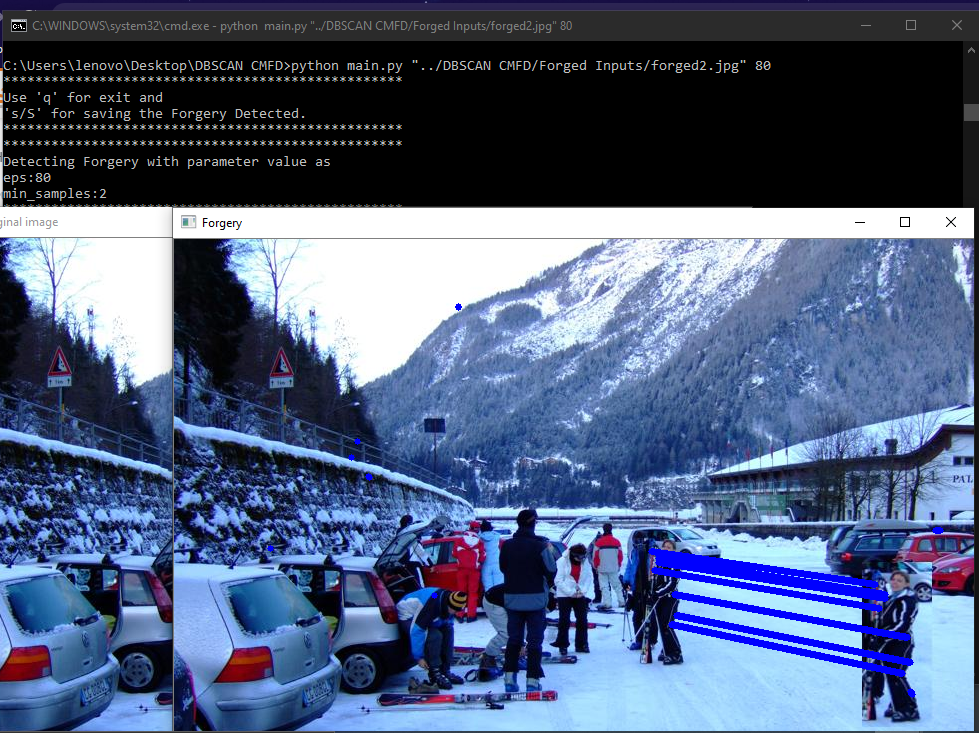 C:\WINDOWS\system32\cmd.exe - python  main.py "../DBSCAN CMFD/Forged Inputs/forged2.jpg" 80
C:\Users\lenovo\Desktop\DBSCAN CMFD>python main.py "../DBSCAN CMFD/Forged Inputs/forged2.jpg" 80
**************************************************
Use 'q' for exit and
's/S' for saving the Forgery Detected.
**************************************************
**************************************************
Detecting Forgery with parameter value as
eps:80
min_samples:2
**************************************************
ginal image
Forgery
PAL